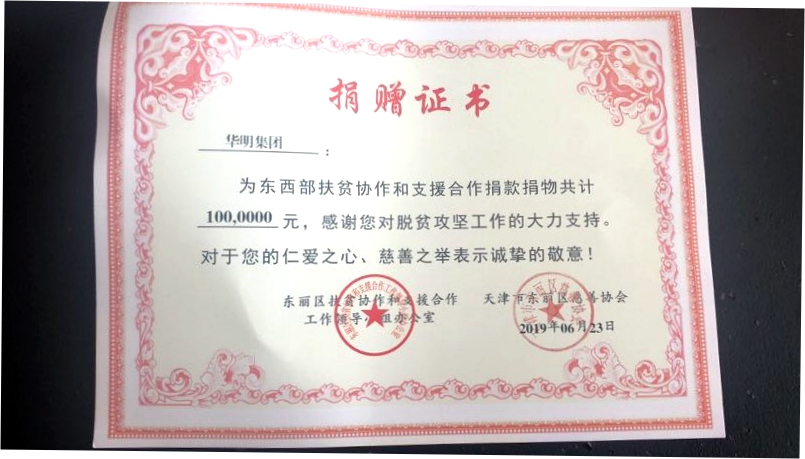 捐赠证书
华明集团：
为东西部扶贫协作和支援合作捐款捐物共计
100,0000元，感谢您对脱贫攻坚工作的大力支持。
对于您的仁爱之心、慈善之举表示诚挚的敬意！
东丽区扶贫协作和支援合作 天津市东丽区慈善协会
工作领导小组办公室 2019年06月23日